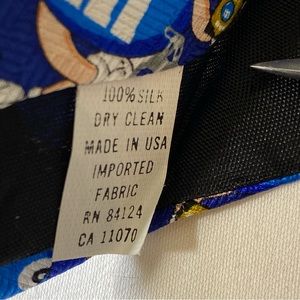 100% SILK
DRY CLEAN
MADE IN USA
IMPORTED
FABRIC
RN 84124
CA 11070